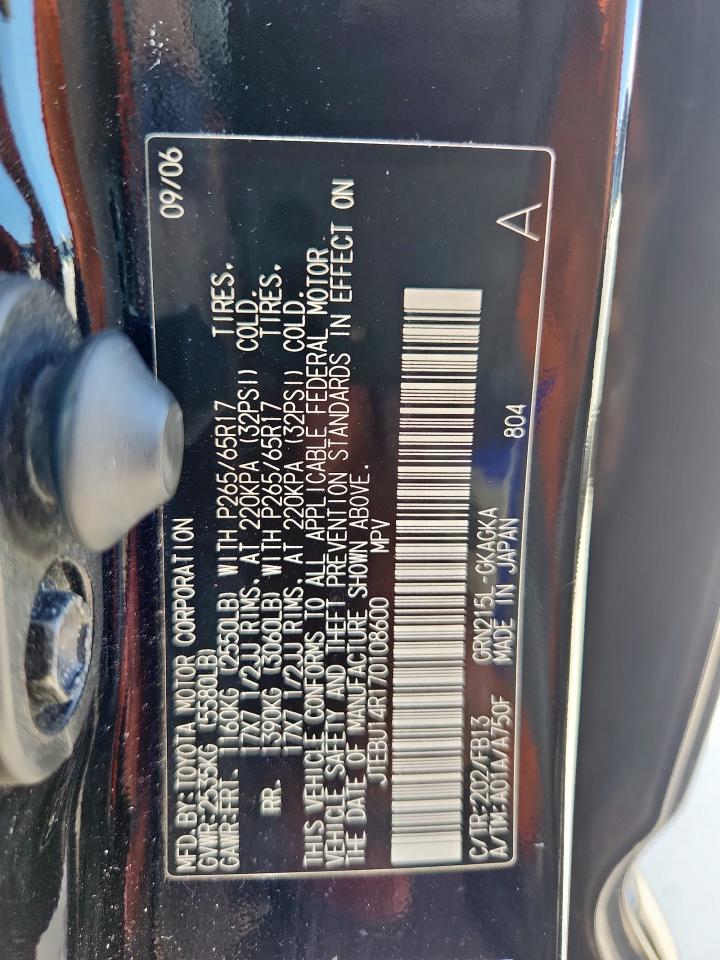 MFD.BY:TOYOTA MOTOR CORPORATION 09/06
GVWR:2535KG (5580LB)
GAWR:FRT. 1160KG (2550LB) WITH P265/65R17 TIRES,
17X7 1/2JJ RIMS, AT 220KPA (32PSI) COLD.
RR. 1390KG (3060LB) WITH P265/65R17 TIRES,
17X7 1/2JJ RIMS, AT 220KPA (32PSI) COLD.
THIS VEHICLE CONFORMS TO ALL APPLICABLE FEDERAL MOTOR
VEHICLE SAFETY AND THEFT PREVENTION STANDARDS IN EFFECT ON
THE DATE OF MANUFACTURE SHOWN ABOVE.
JTEBU14R170108600 MPV
C/TR:202/FB13 GRN215L-GKAGKA
A/TM:A01A/A750F MADE IN JAPAN 804 A